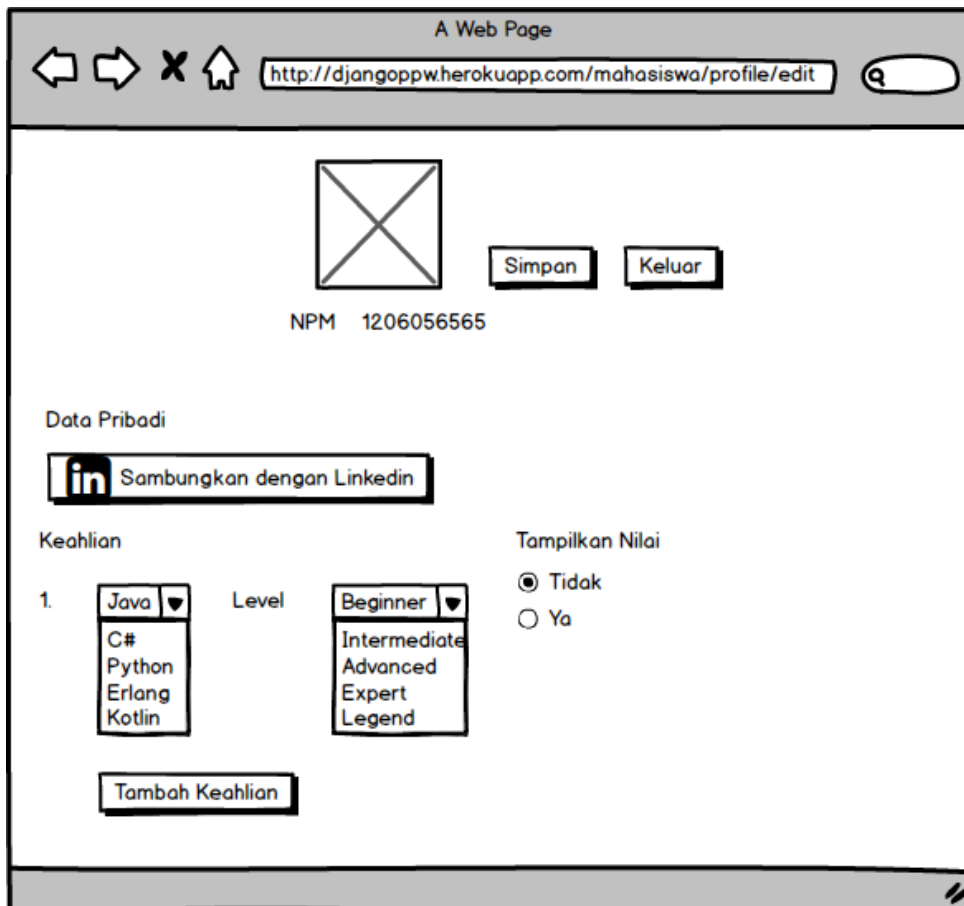 A Web Page
http://djangoppw.herokuapp.com/mahasiswa/profile/edit
Simpan
Keluar
NPM 1206056565
Data Pribadi
in Sambungkan dengan Linkedin
Keahlian
Tampilkan Nilai
Tidak
Ya
1. Java Level Beginner
C#
Python
Erlang
Kotlin
Intermediate
Advanced
Expert
Legend
Tambah Keahlian